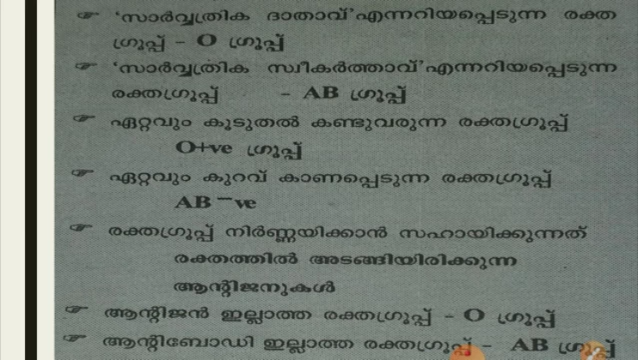 ☞ ‘സാർവ്വത്രിക ദാതാവ്’എന്നറിയപ്പെടുന്ന രക്ത
ഗ്രൂപ്പ് – O ഗ്രൂപ്പ്
☞ ‘സാർവ്വത്രിക സ്വീകർത്താവ്’എന്നറിയപ്പെടുന്ന
രക്തഗ്രൂപ്പ് – AB ഗ്രൂപ്പ്
☞ ഏറ്റവും കൂടുതൽ കണ്ടുവരുന്ന രക്തഗ്രൂപ്പ്
O+ve ഗ്രൂപ്പ്
☞ ഏറ്റവും കുറവ് കാണപ്പെടുന്ന രക്തഗ്രൂപ്പ്
AB –ve
☞ രക്തഗ്രൂപ്പ് നിർണ്ണയിക്കാൻ സഹായിക്കുന്നത്
രക്തത്തിൽ അടങ്ങിയിരിക്കുന്ന
ആന്റിജനുകൾ
☞ ആന്റിജൻ ഇല്ലാത്ത രക്തഗ്രൂപ്പ് – O ഗ്രൂപ്പ്
☞ ആന്റിബോഡി ഇല്ലാത്ത രക്തഗ്രൂപ്പ് – AB ഗ്രൂപ്പ്